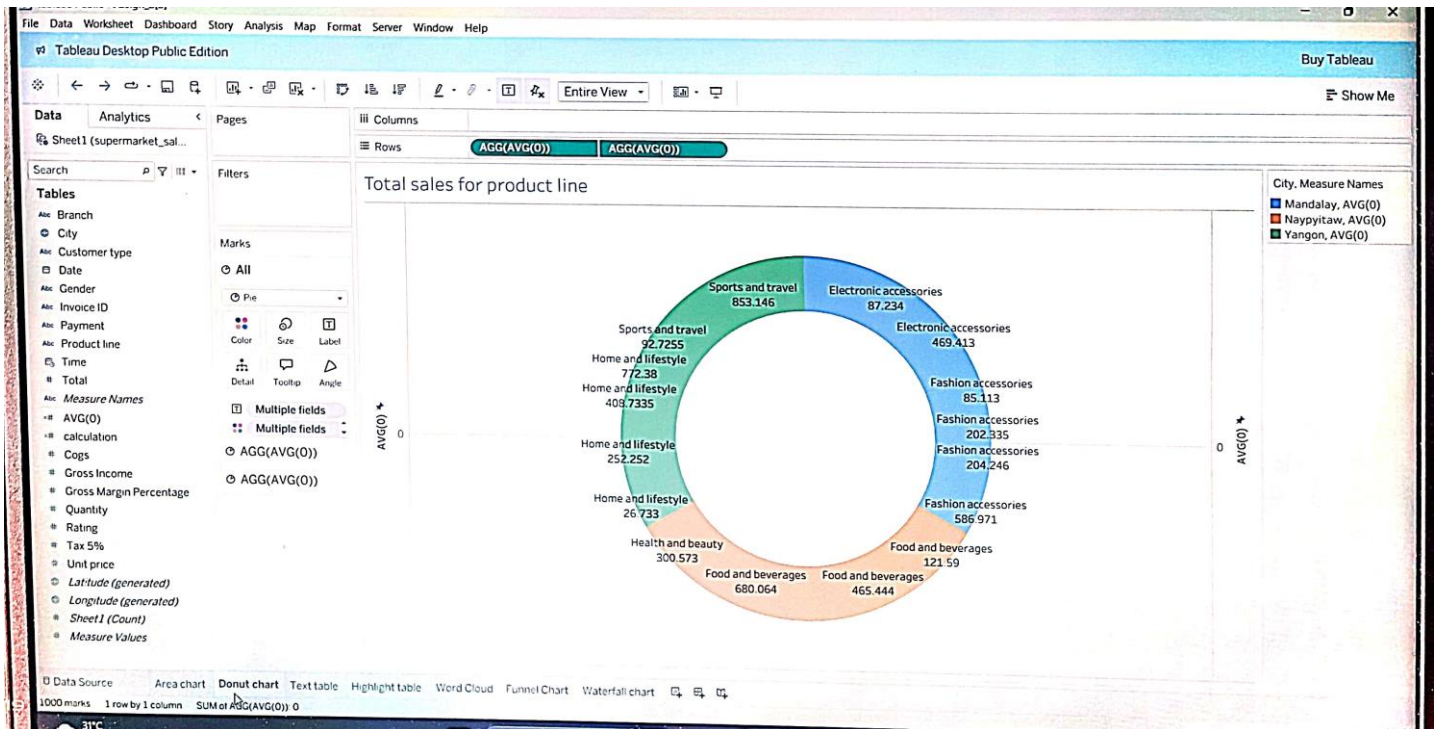 File Data Worksheet Dashboard Story Analysis Map Format Server Window Help
Tableau Desktop Public Edition
Buy Tableau
Entire View
Show Me
Data Analytics
Pages
Columns
Sheet1 (supermarket_sal...
Rows
AGG(AVG(0)) AGG(AVG(0))
Search
Filters
Total sales for product line
City, Measure Names
Mandalay, AVG(0)
Naypyitaw, AVG(0)
Yangon, AVG(0)
Tables
Abc Branch
City
Abc Customer type
Date
Abc Gender
Abc Invoice ID
Abc Payment
Abc Product line
Time
# Total
Abc Measure Names
=# AVG(0)
=# calculation
# Cogs
# Gross Income
# Gross Margin Percentage
# Quantity
# Rating
# Tax 5%
# Unit price
Latitude (generated)
Longitude (generated)
# Sheet1 (Count)
# Measure Values
Marks
All
Pie
Color Size Label
Detail Tooltip Angle
Multiple fields
Multiple fields
AGG(AVG(0))
AGG(AVG(0))
AVG(0)
0
Sports and travel
853.146
Sports and travel
92.7255
Home and lifestyle
772.38
Home and lifestyle
408.7335
Home and lifestyle
252.252
Home and lifestyle
26.733
Health and beauty
300.573
Food and beverages
680.064
Food and beverages
465.444
Food and beverages
121.59
Electronic accessories
87.234
Electronic accessories
469.413
Fashion accessories
85.113
Fashion accessories
202.335
Fashion accessories
204.246
Fashion accessories
586.971
0
AVG(0)
Data Source Area chart Donut chart Text table Highlight table Word Cloud Funnel Chart Waterfall chart
1000 marks 1 row by 1 column SUM of AGG(AVG(0)): 0
31°C